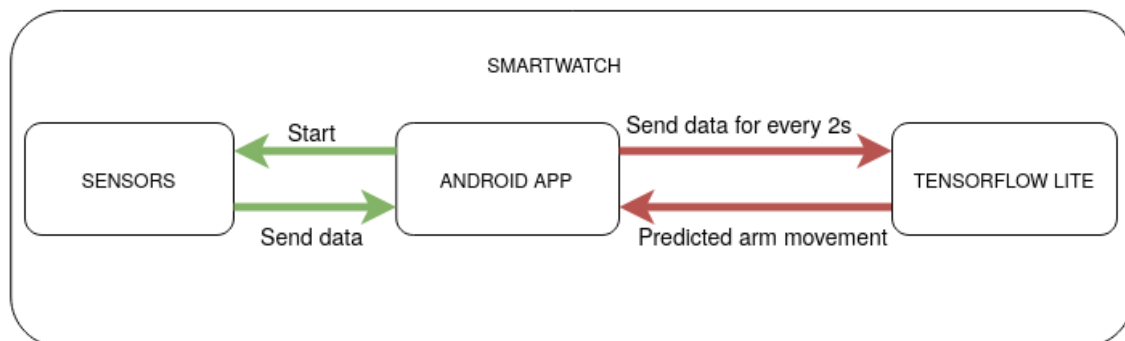 SMARTWATCH
Start
Send data for every 2s
SENSORS
ANDROID APP
TENSORFLOW LITE
Send data
Predicted arm movement